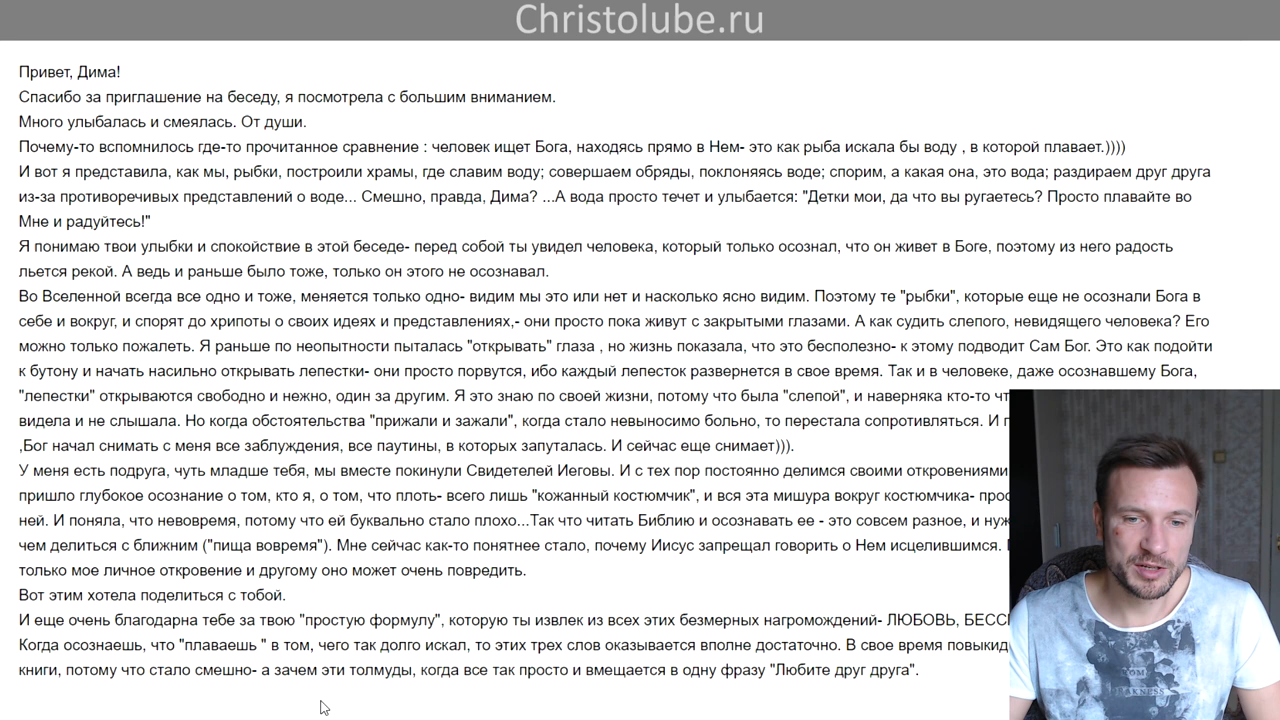 Christolube.ru
Привет, Дима!
Спасибо за приглашение на беседу, я посмотрела с большим вниманием.
Много улыбалась и смеялась. От души.
Почему-то вспомнилось где-то прочитанное сравнение : человек ищет Бога, находясь прямо в Нем- это как рыба искала бы воду , в которой плавает.))))
И вот я представила, как мы, рыбки, построили храмы, где славим воду; совершаем обряды, поклоняясь воде; спорим, а какая она, это вода; раздираем друг друга
из-за противоречивых представлений о воде... Смешно, правда, Дима? ...А вода просто течет и улыбается: "Детки мои, да что вы ругаетесь? Просто плавайте во
Мне и радуйтесь!"
Я понимаю твои улыбки и спокойствие в этой беседе- перед собой ты увидел человека, который только осознал, что он живет в Боге, поэтому из него радость
льется рекой. А ведь и раньше было тоже, только он этого не осознавал.
Во Вселенной всегда все одно и тоже, меняется только одно- видим мы это или нет и насколько ясно видим. Поэтому те "рыбки", которые еще не осознали Бога в
себе и вокруг, и спорят до хрипоты о своих идеях и представлениях,- они просто пока живут с закрытыми глазами. А как судить слепого, невидящего человека? Его
можно только пожалеть. Я раньше по неопытности пыталась "открывать" глаза , но жизнь показала, что это бесполезно- к этому подводит Сам Бог. Это как подойти
к бутону и начать насильно открывать лепестки- они просто порвутся, ибо каждый лепесток развернется в свое время. Так и в человеке, даже осознавшему Бога,
"лепестки" открываются свободно и нежно, один за другим. Я это знаю по своей жизни, потому что была "слепой", и наверняка кто-то
видела и не слышала. Но когда обстоятельства "прижали и зажали", когда стало невыносимо больно, то перестала сопротивляться. И
,Бог начал снимать с меня все заблуждения, все паутины, в которых запуталась. И сейчас еще снимает))).
У меня есть подруга, чуть младше тебя, мы вместе покинули Свидетелей Иеговы. И с тех пор постоянно делимся своими откровениями
пришло глубокое осознание о том, кто я, о том, что плоть- всего лишь "кожанный костюмчик", и вся эта мишура вокруг костюмчика-
ней. И поняла, что невовремя, потому что ей буквально стало плохо...Так что читать Библию и осознавать ее - это совсем разное, и
чем делиться с ближним ("пища вовремя"). Мне сейчас как-то понятнее стало, почему Иисус запрещал говорить о Нем исцелившимся.
только мое личное откровение и другому оно может очень повредить.
Вот этим хотела поделиться с тобой.
И еще очень благодарна тебе за твою "простую формулу", которую ты извлек из всех этих безмерных нагромождений- ЛЮБОВЬ,
Когда осознаешь, что "плаваешь " в том, чего так долго искал, то этих трех слов оказывается вполне достаточно. В свое время
книги, потому что стало смешно- а зачем эти толмуды, когда все так просто и вмещается в одну фразу "Любите друг друга".